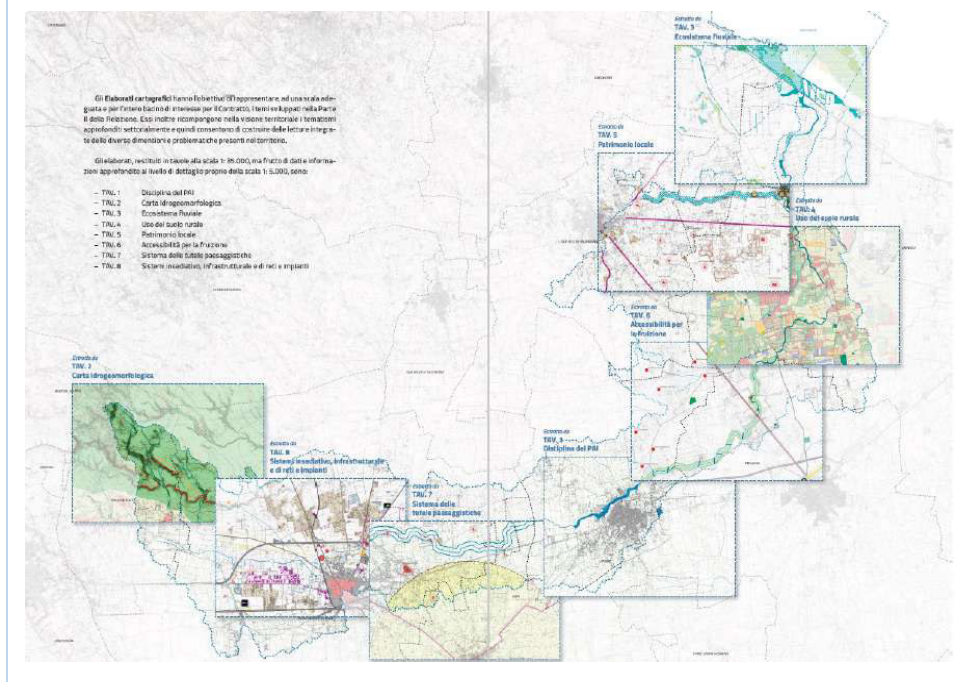 Gli Elaborati cartografici hanno l'obiettivo di rappresentare, ad una scala ade-
guata e per l'intero bacino di interesse per il Contratto, i temi sviluppati nella Parte
II della Relazione. Essi inoltre ricompongono nella visione territoriale i tematismi
approfonditi settorialmente e quindi consentono di costruire delle letture integra-
te delle diverse dimensioni e problematiche presenti nel territorio.
Gli elaborati, restituiti in tavole alla scala 1: 85.000, ma frutto di dati e informa-
zioni approfondite al livello di dettaglio proprio della scala 1: 5.000, sono:
– TAV. 1 Disciplina del PAI
– TAV. 2 Carta idrogeomorfologica
– TAV. 3 Ecosistema Fluviale
– TAV. 4 Uso del suolo rurale
– TAV. 5 Patrimonio locale
– TAV. 6 Accessibilità per la fruizione
– TAV. 7 Sistema delle tutele paesaggistiche
– TAV. 8 Sistemi insediativo, infrastrutturale e di reti e impianti
Estratto da
TAV. 3
Ecosistema fluviale
Estratto da
TAV. 5
Patrimonio locale
Estratto da
TAV. 4
Uso del suolo rurale
Estratto da
TAV. 6
Accessibilità per
la fruizione
Estratto da
TAV. 2
Carta idrogeomorfologica
Estratto da
TAV. 8
Sistemi insediativo, infrastrutturale
e di reti e impianti
Estratto da
TAV. 7
Sistema delle
tutele paesaggistiche
Estratto da
Disciplina del PAI